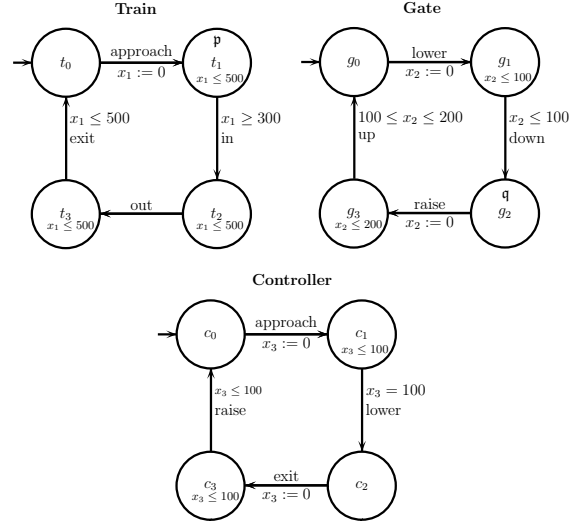 Train
Gate
approach
x₁ := 0
t₀
𝔭
t₁
x₁ ≤ 500
x₁ ≤ 500
exit
x₁ ≥ 300
in
t₃
x₁ ≤ 500
out
t₂
x₁ ≤ 500
lower
x₂ := 0
g₀
g₁
x₂ ≤ 100
100 ≤ x₂ ≤ 200
up
x₂ ≤ 100
down
g₃
x₂ ≤ 200
raise
x₂ := 0
𝔮
g₂
Controller
approach
x₃ := 0
c₀
c₁
x₃ ≤ 100
x₃ ≤ 100
raise
x₃ = 100
lower
c₃
x₃ ≤ 100
exit
x₃ := 0
c₂